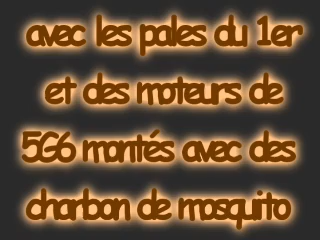 avec les pales du 1er
et des moteurs de
5G6 montés avec des
charbon de mosquito